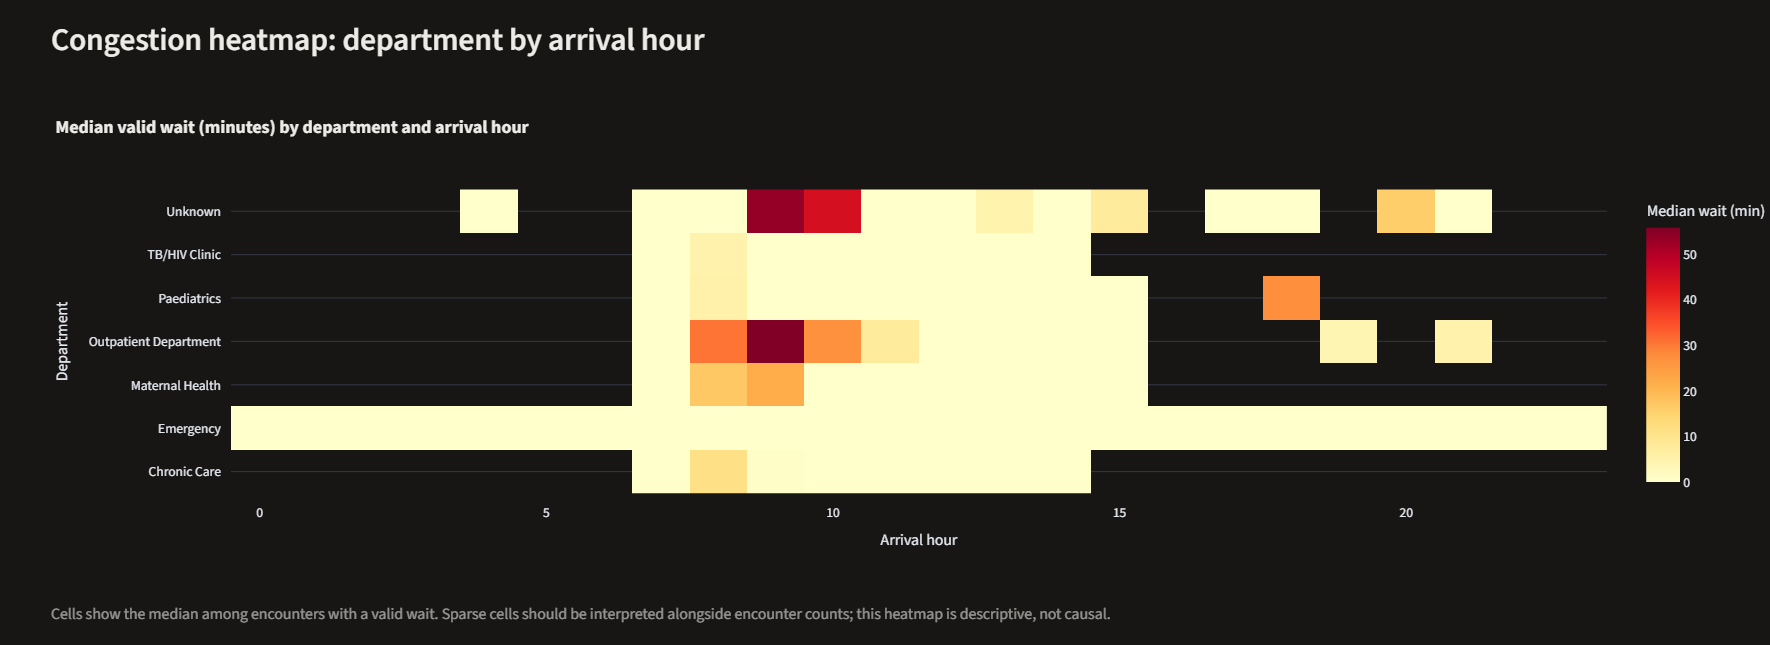 Congestion heatmap: department by arrival hour
Median valid wait (minutes) by department and arrival hour
Median wait (min)
Department
Unknown
TB/HIV Clinic
Paediatrics
Outpatient Department
Maternal Health
Emergency
Chronic Care
50
40
30
20
10
0
0 5 10 15 20
Arrival hour
Cells show the median among encounters with a valid wait. Sparse cells should be interpreted alongside encounter counts; this heatmap is descriptive, not causal.